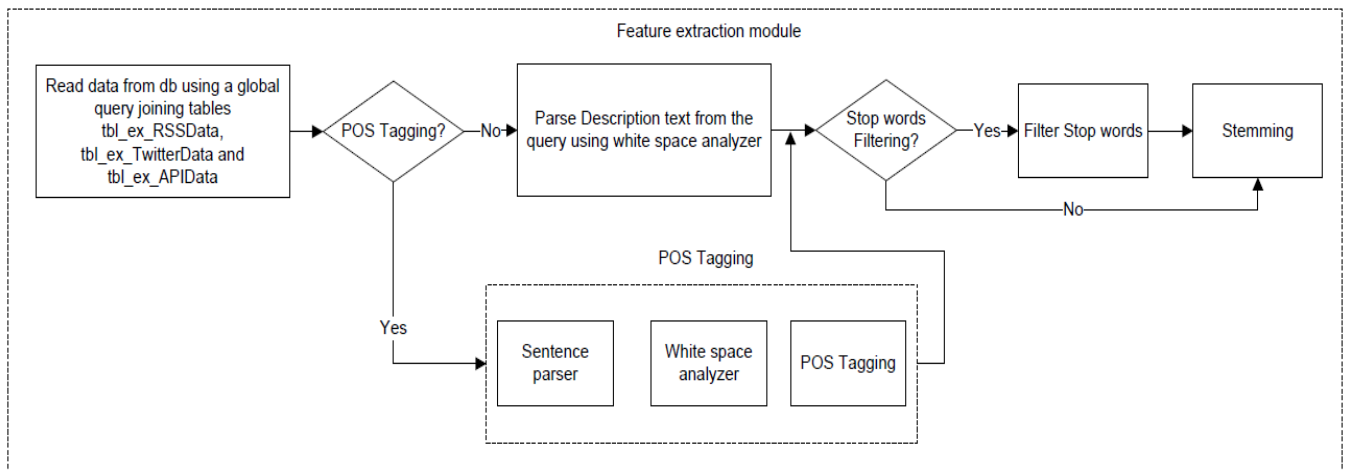 Feature extraction module
Read data from db using a global
query joining tables
tbl_ex_RSSData,
tbl_ex_TwitterData and
tbl_ex_APIData
POS Tagging?
No
Parse Description text from the
query using white space analyzer
Stop words
Filtering?
Yes
Filter Stop words
Stemming
No
Yes
POS Tagging
Sentence
parser
White space
analyzer
POS Tagging